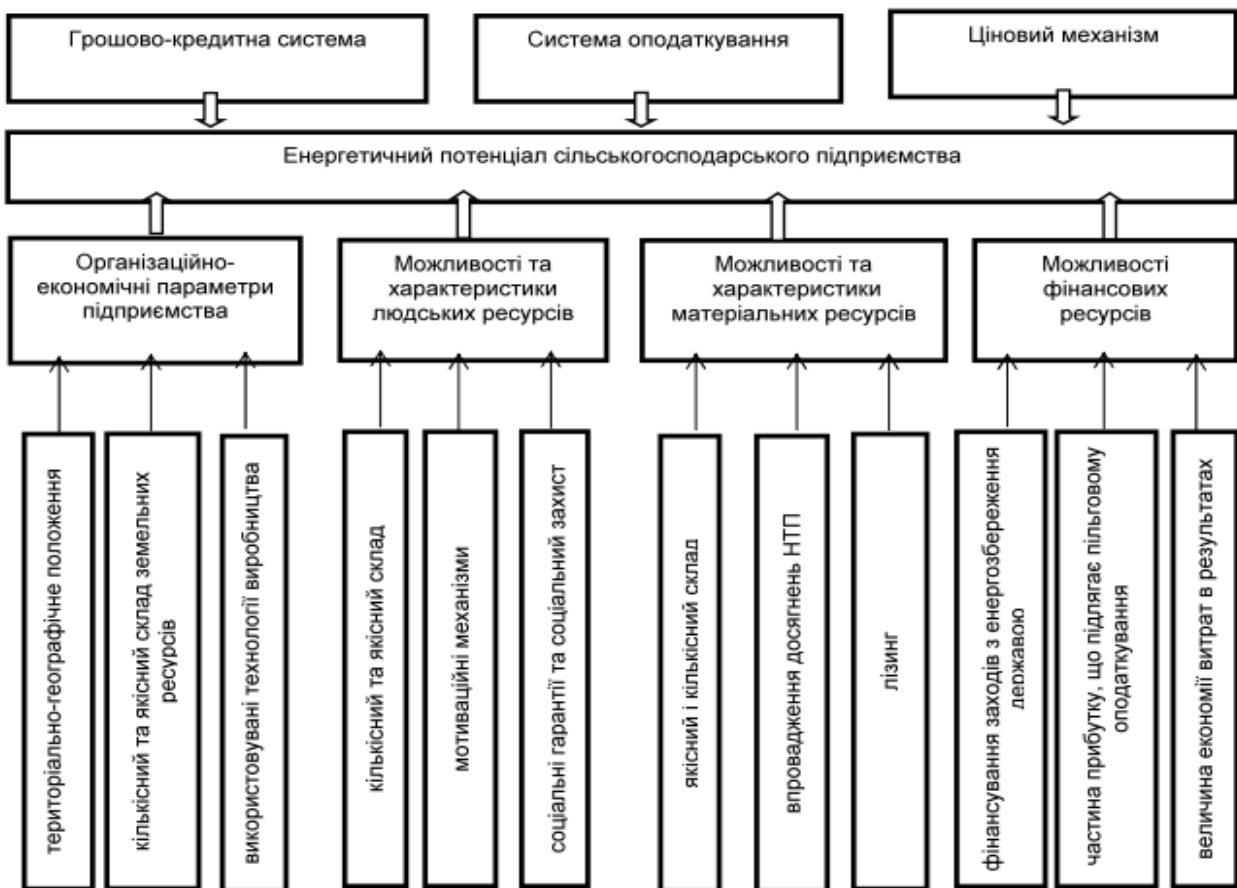 Грошово-кредитна система
Система оподаткування
Ціновий механізм
Енергетичний потенціал сільськогосподарського підприємства
Організаційно-
економічні параметри
підприємства
Можливості та
характеристики
людських ресурсів
Можливості та
характеристики
матеріальних ресурсів
Можливості
фінансових
ресурсів
територіально-географічне положення
кількісний та якісний склад земельних
ресурсів
використовувані технології виробництва
кількісний та якісний склад
мотиваційні механізми
соціальні гарантії та соціальний захист
якісний і кількісний склад
впровадження досягнень НТП
лізинг
фінансування заходів з енергозбереження
державою
частина прибутку, що підлягає пільговому
оподаткування
величина економії витрат в результатах